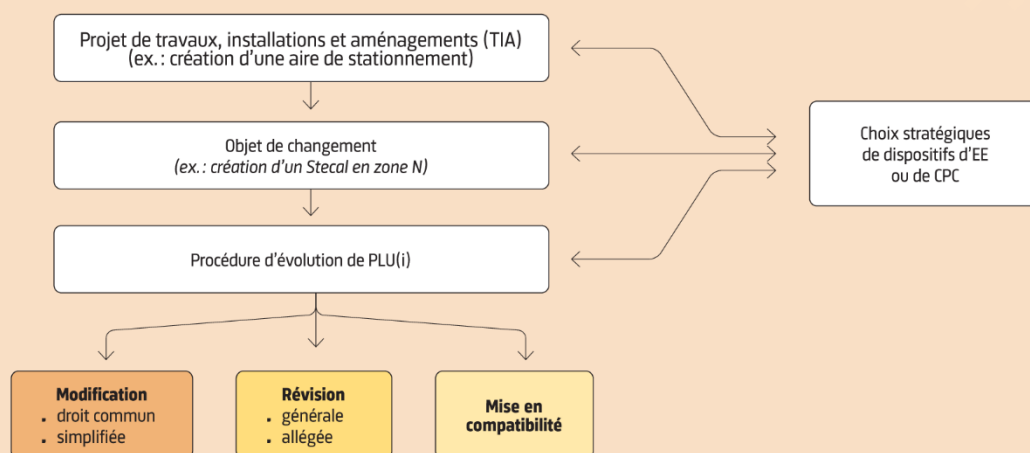 Projet de travaux, installations et aménagements (TIA)
(ex. : création d'une aire de stationnement)
Objet de changement
(ex. : création d'un Stecal en zone N)
Procédure d'évolution de PLU(i)
Choix stratégiques
de dispositifs d'EE
ou de CPC
Modification
. droit commun
. simplifiée
Révision
. générale
. allégée
Mise en
compatibilité